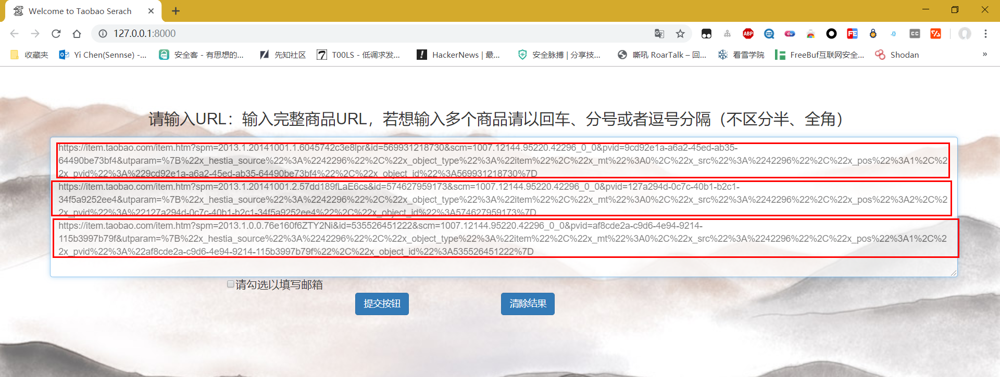 Welcome to Taobao Serach
127.0.0.1:8000
ABP
du
FE
CC
收藏夹
Yi Chen(Sennse) -...
安全客 - 有思想的...
先知社区
T00LS - 低调求发...
HackerNews | 最...
安全脉搏 | 分享技...
嘶吼 RoarTalk – 回...
看雪学院
FreeBuf互联网安全...
Shodan
»
请输入URL：输入完整商品URL，若想输入多个商品请以回车、分号或者逗号分隔（不区分半、全角）
https://item.taobao.com/item.htm?spm=2013.1.20141001.1.6045742c3e8lpr&id=569931218730&scm=1007.12144.95220.42296_0_0&pvid=9cd92e1a-a6a2-45ed-ab35-
64490be73bf4&utparam=%7B%22x_hestia_source%22%3A%2242296%22%2C%22x_object_type%22%3A%22item%22%2C%22x_mt%22%3A0%2C%22x_src%22%3A%2242296%22%2C%22x_pos%22%3A1%2C%2
2x_pvid%22%3A%229cd92e1a-a6a2-45ed-ab35-64490be73bf4%22%2C%22x_object_id%22%3A569931218730%7D
https://item.taobao.com/item.htm?spm=2013.1.20141001.2.57dd189fLaE6cs&id=574627959173&scm=1007.12144.95220.42296_0_0&pvid=127a294d-0c7c-40b1-b2c1-
34f5a9252ee4&utparam=%7B%22x_hestia_source%22%3A%2242296%22%2C%22x_object_type%22%3A%22item%22%2C%22x_mt%22%3A0%2C%22x_src%22%3A%2242296%22%2C%22x_pos%22%3A2%2C%2
2x_pvid%22%3A%22127a294d-0c7c-40b1-b2c1-34f5a9252ee4%22%2C%22x_object_id%22%3A574627959173%7D
https://item.taobao.com/item.htm?spm=2013.1.0.0.76e160f6ZTY2Ni&id=535526451222&scm=1007.12144.95220.42296_0_0&pvid=af8cde2a-c9d6-4e94-9214-
115b3997b79f&utparam=%7B%22x_hestia_source%22%3A%2242296%22%2C%22x_object_type%22%3A%22item%22%2C%22x_mt%22%3A0%2C%22x_src%22%3A%2242296%22%2C%22x_pos%22%3A1%2C%2
2x_pvid%22%3A%22af8cde2a-c9d6-4e94-9214-115b3997b79f%22%2C%22x_object_id%22%3A535526451222%7D
请勾选以填写邮箱
提交按钮
清除结果